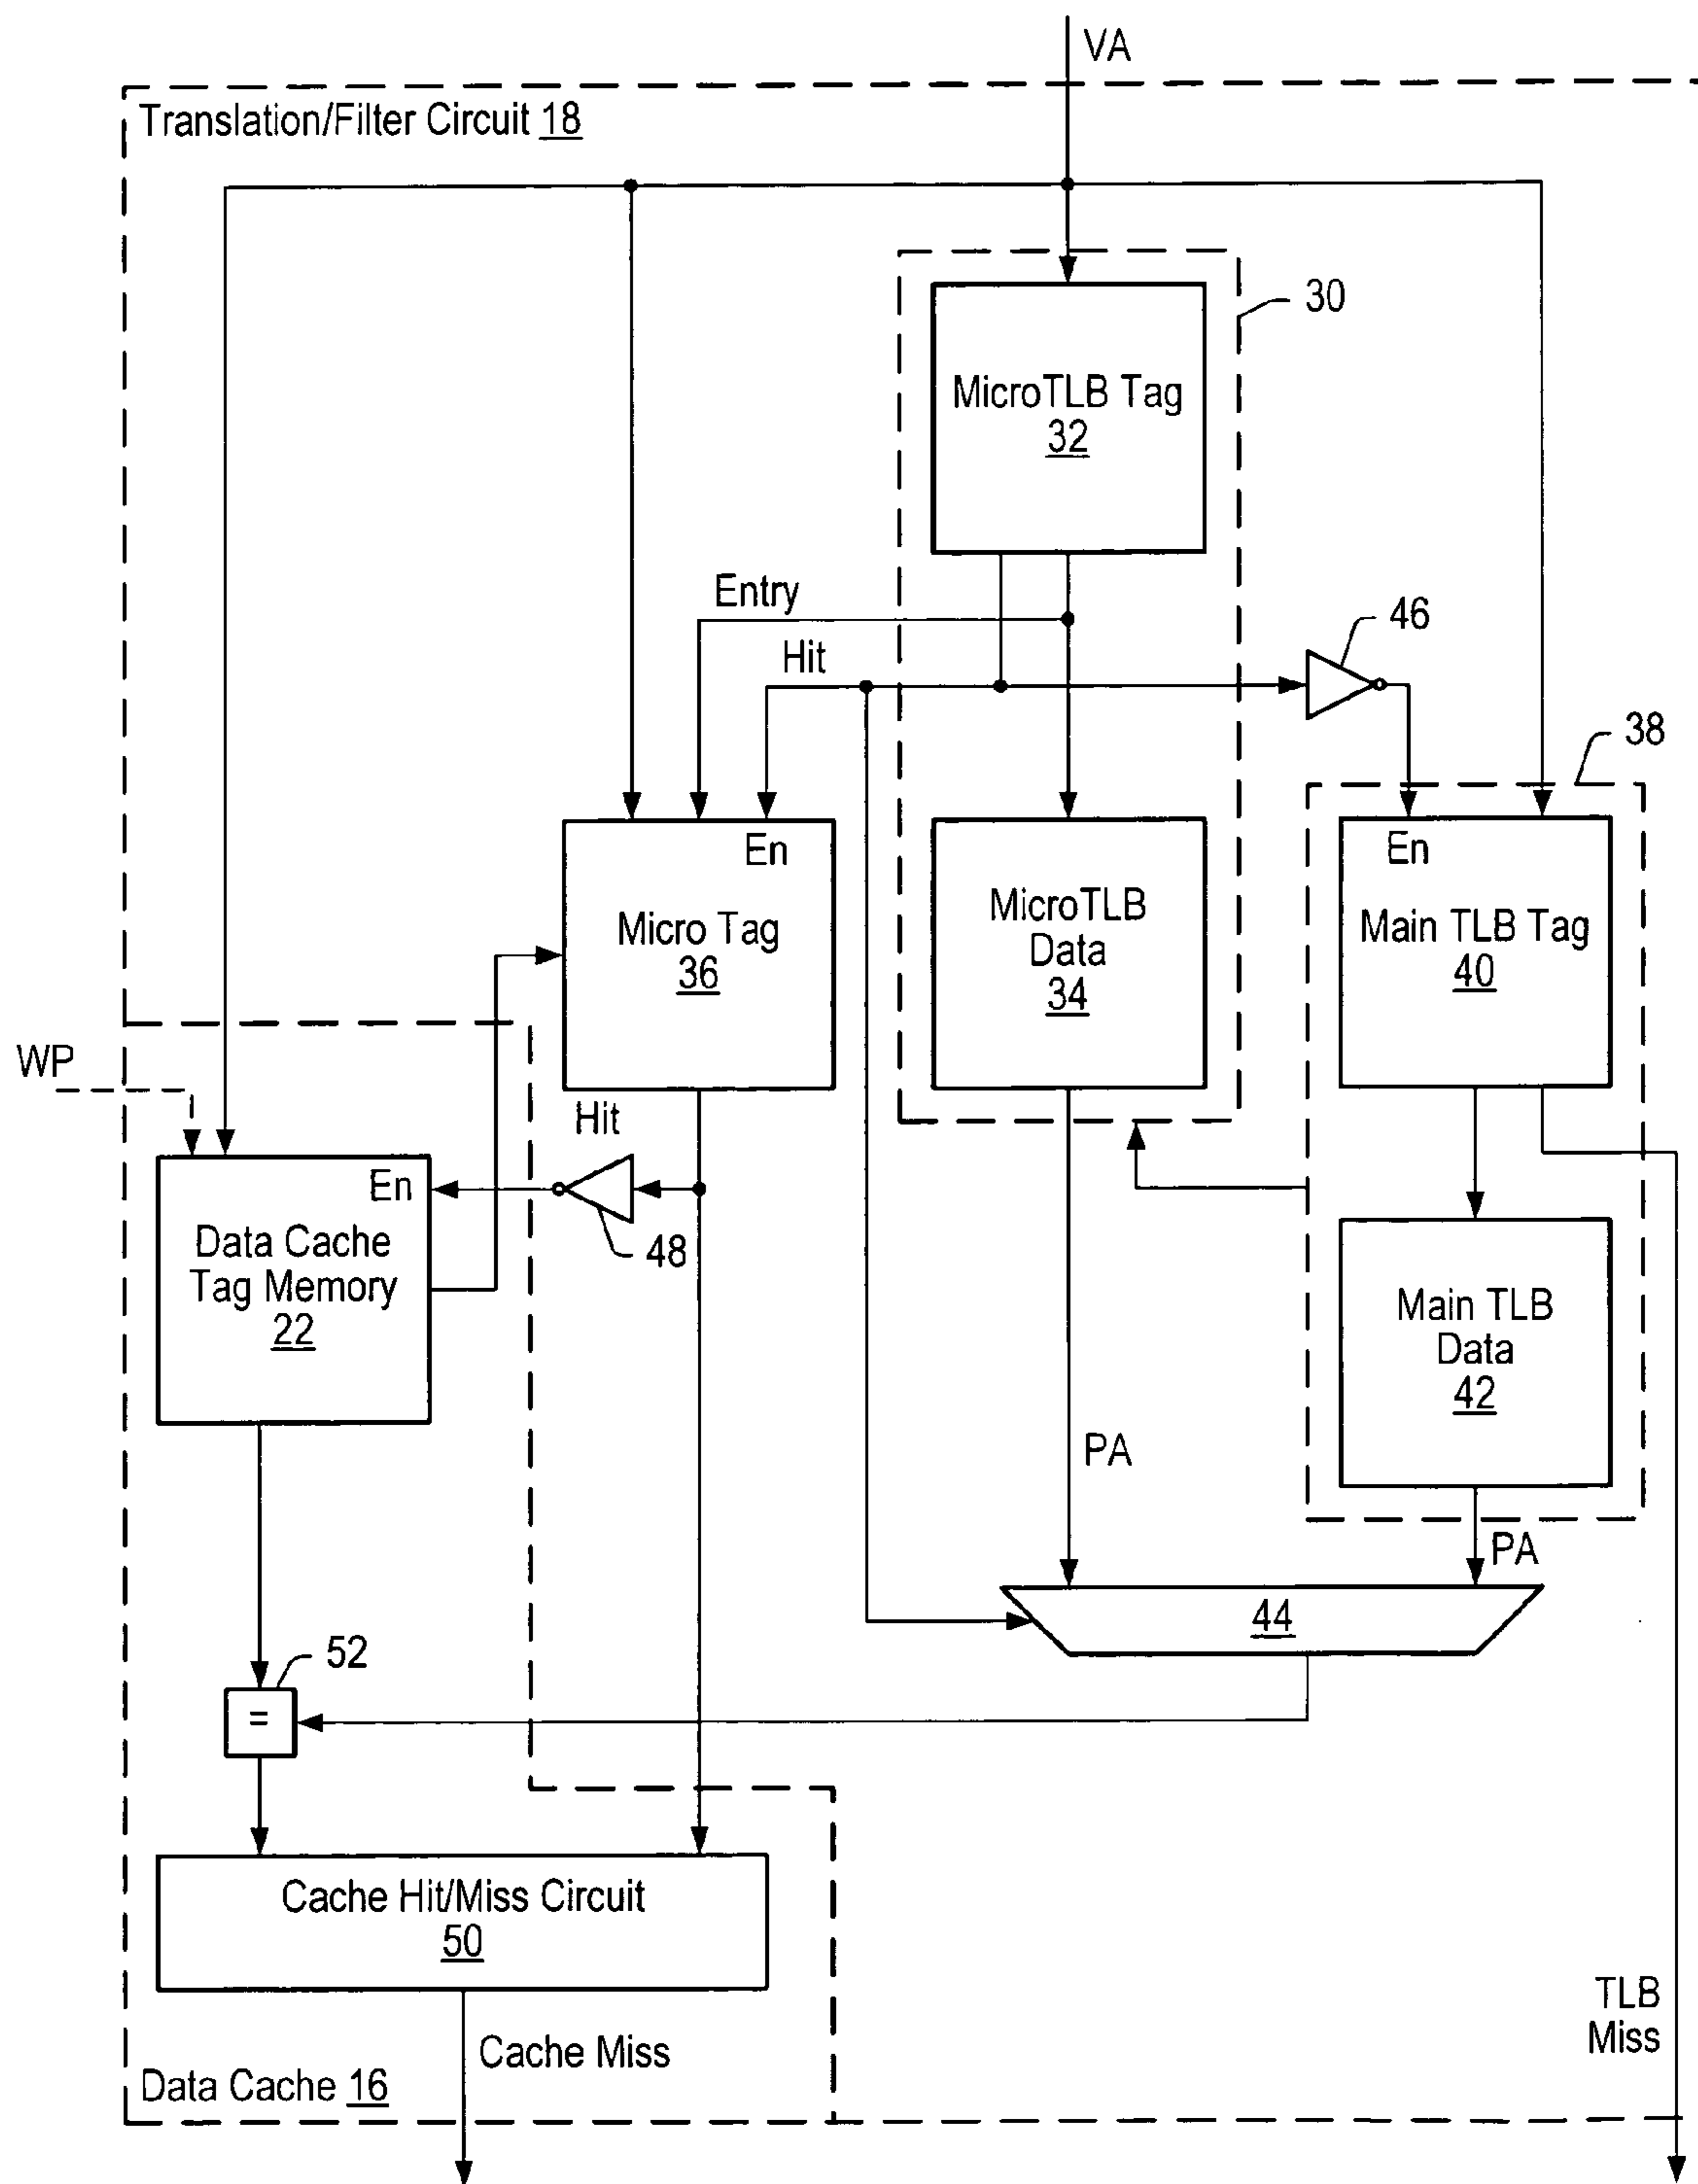 VA
Translation/Filter Circuit 18
30
MicroTLB Tag
32
Entry
Hit
46
38
En
Micro Tag
36
MicroTLB
Data
34
En
Main TLB Tag
40
WP
Hit
En
48
Data Cache
Tag Memory
22
Main TLB
Data
42
PA
PA
44
52
=
Cache Hit/Miss Circuit
50
Cache Miss
TLB
Miss
Data Cache 16